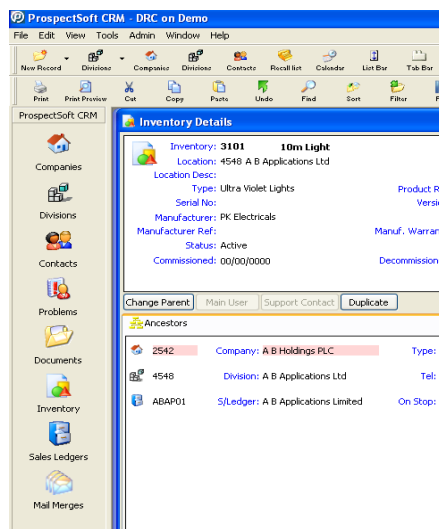 ProspectSoft CRM - DRC on Demo
File Edit View Tools Admin Window Help
New Record Divisions Companies Divisions Contacts Recall list Calendar List Bar Tab Bar
Print Print Preview Cut Copy Paste Undo Find Sort Filter
ProspectSoft CRM
Companies
Divisions
Contacts
Problems
Documents
Inventory
Sales Ledgers
Mail Merges
Inventory Details
Inventory: 3101 10m Light
Location: 4548 A B Applications Ltd
Location Desc:
Type: Ultra Violet Lights Product R
Serial No: Versi
Manufacturer: PK Electricals
Manufacturer Ref: Manuf. Warran
Status: Active
Commissioned: 00/00/0000 Decommission
Change Parent Main User Support Contact Duplicate
Ancestors
2542 Company: A B Holdings PLC Type:
4548 Division: A B Applications Ltd Tel:
ABAP01 S/Ledger: A B Applications Limited On Stop: